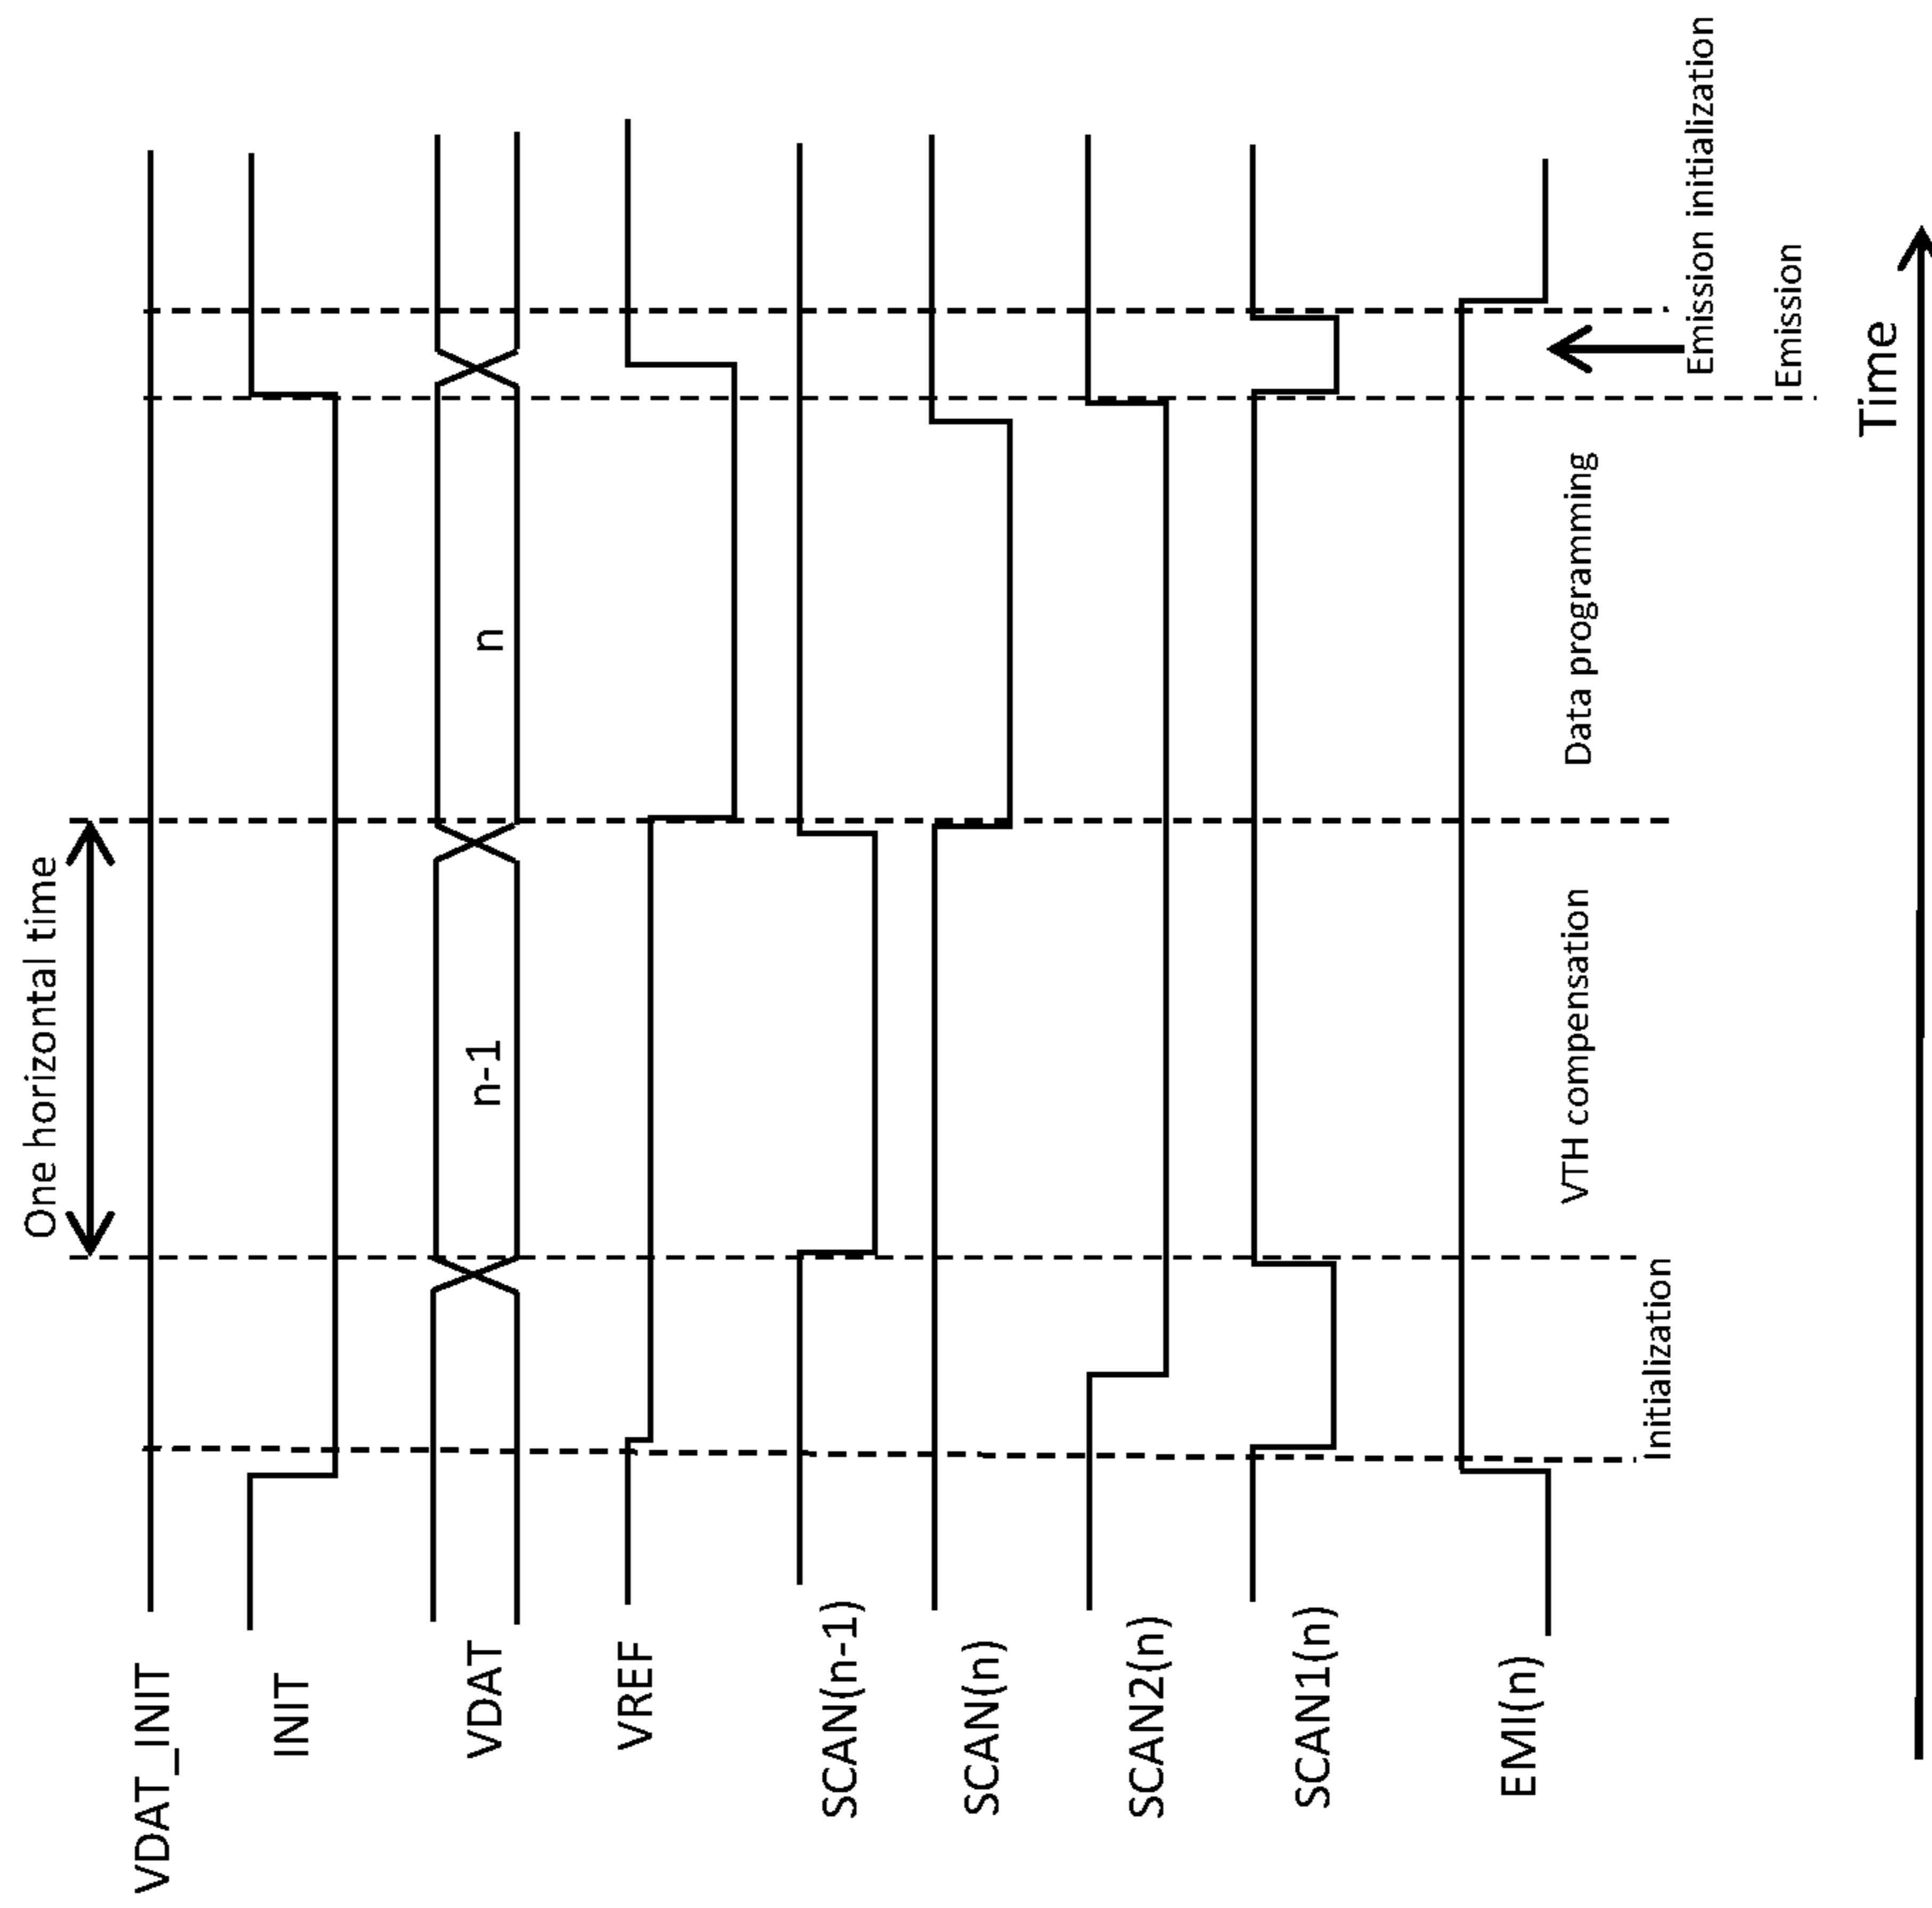 One horizontal time
VDAT_INIT
INIT
VDAT
n-1
n
VREF
SCAN(n-1)
SCAN(n)
SCAN2(n)
SCAN1(n)
EMI(n)
Initialization
VTH compensation
Data programming
Emission initialization
Emission
Time